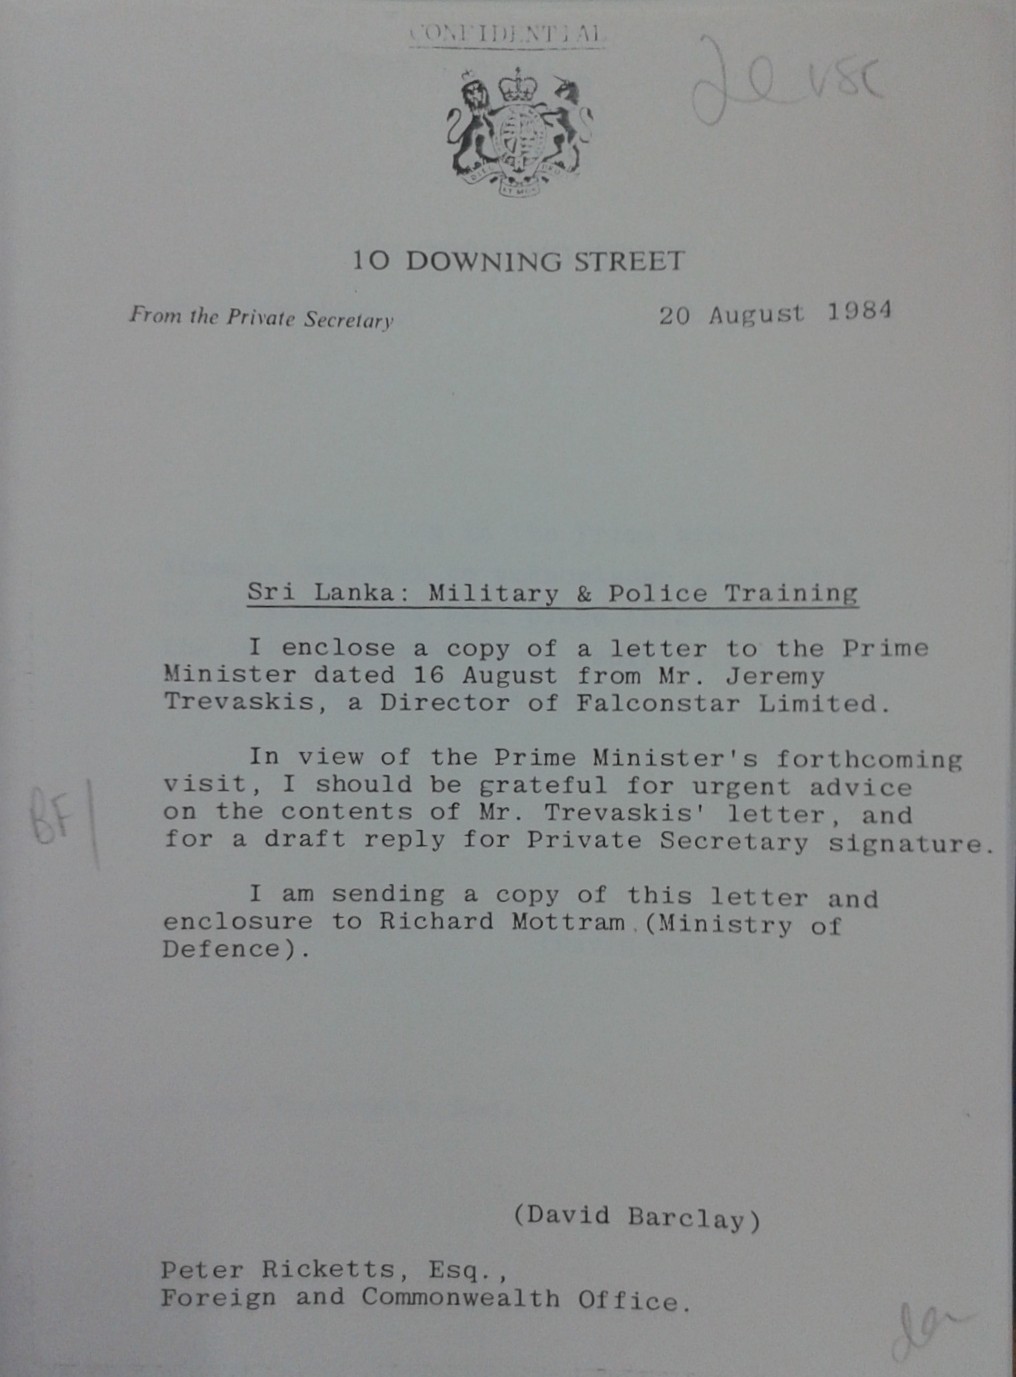 CONFIDENTIAL
10 DOWNING STREET
From the Private Secretary
20 August 1984
Sri Lanka: Military & Police Training
I enclose a copy of a letter to the Prime
Minister dated 16 August from Mr. Jeremy
Trevaskis, a Director of Falconstar Limited.
In view of the Prime Minister's forthcoming
visit, I should be grateful for urgent advice
on the contents of Mr. Trevaskis' letter, and
for a draft reply for Private Secretary signature.
BF
I am sending a copy of this letter and
enclosure to Richard Mottram (Ministry of
Defence).
(David Barclay)
Peter Ricketts, Esq.,
Foreign and Commonwealth Office.